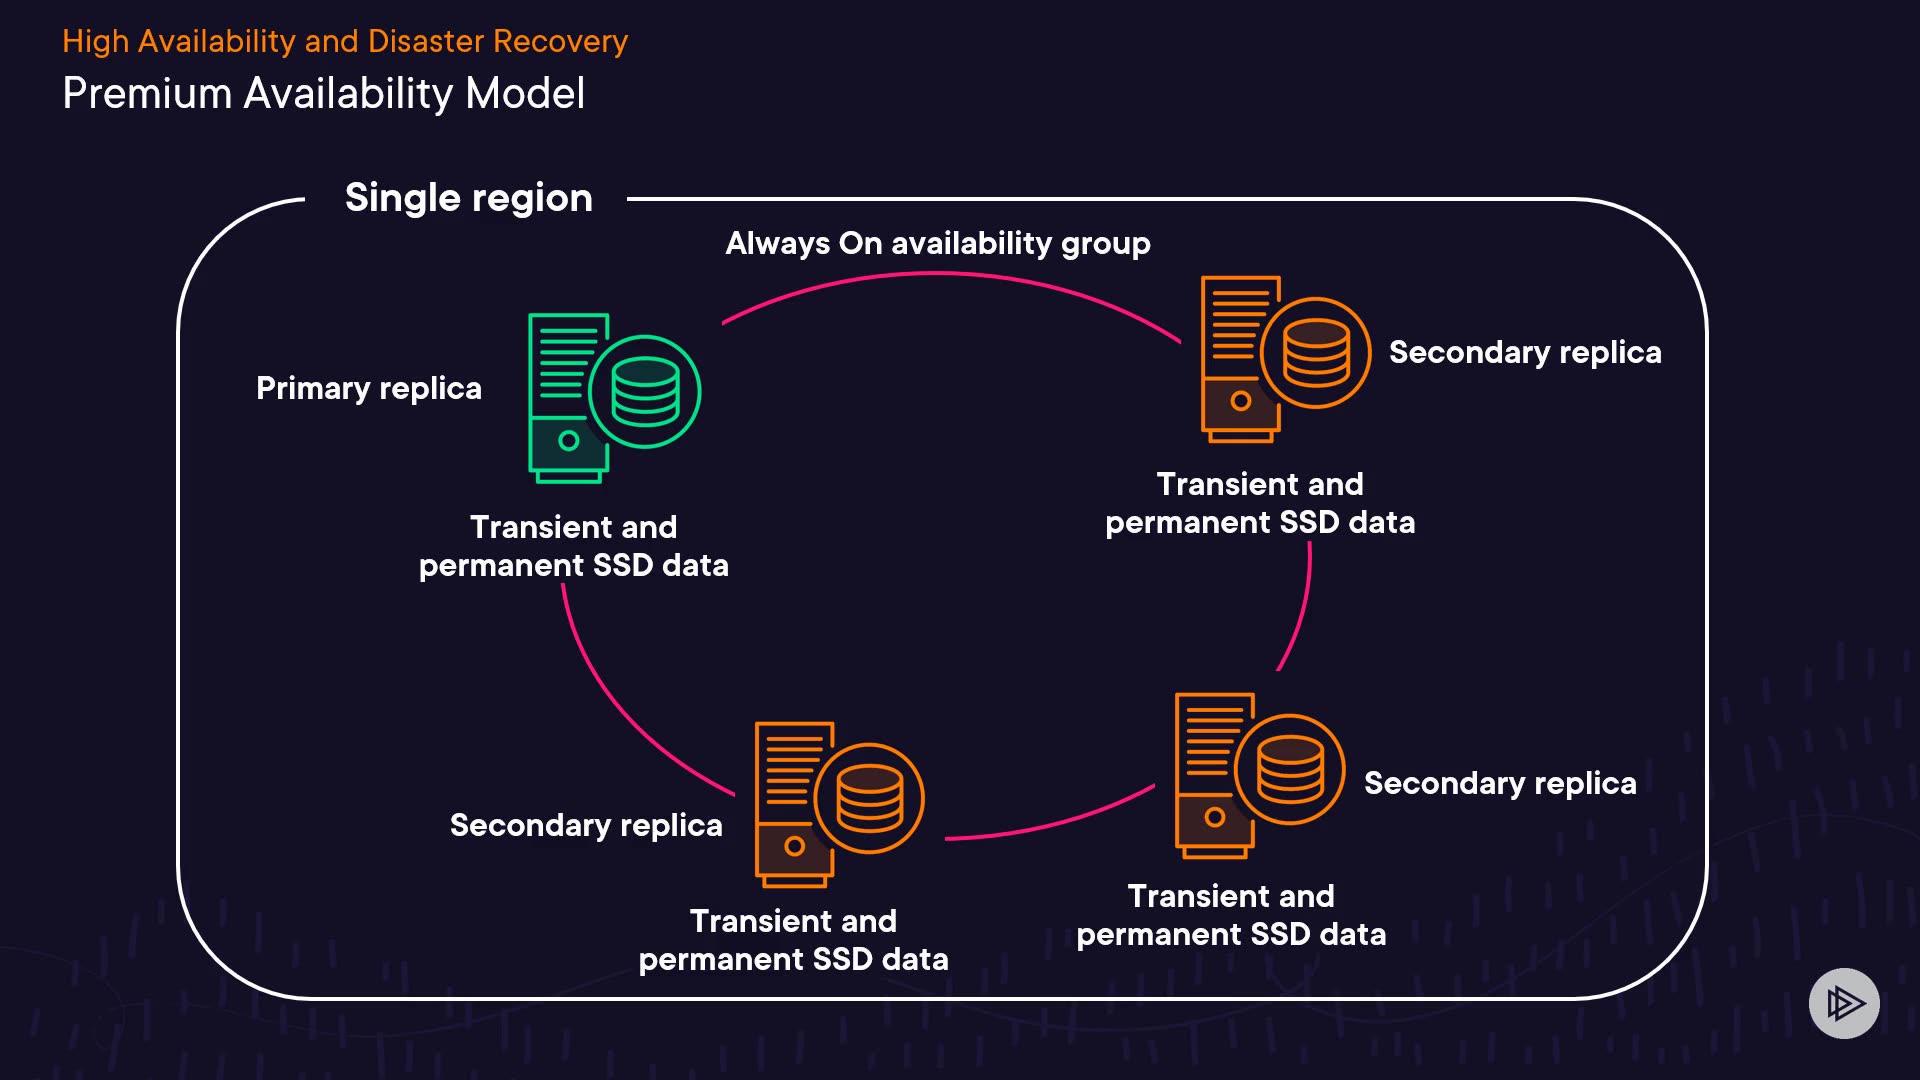 High Availability and Disaster Recovery
Premium Availability Model
Single region
Always On availability group
Primary replica
Transient and
permanent SSD data
Secondary replica
Transient and
permanent SSD data
Secondary replica
Transient and
permanent SSD data
Secondary replica
Transient and
permanent SSD data